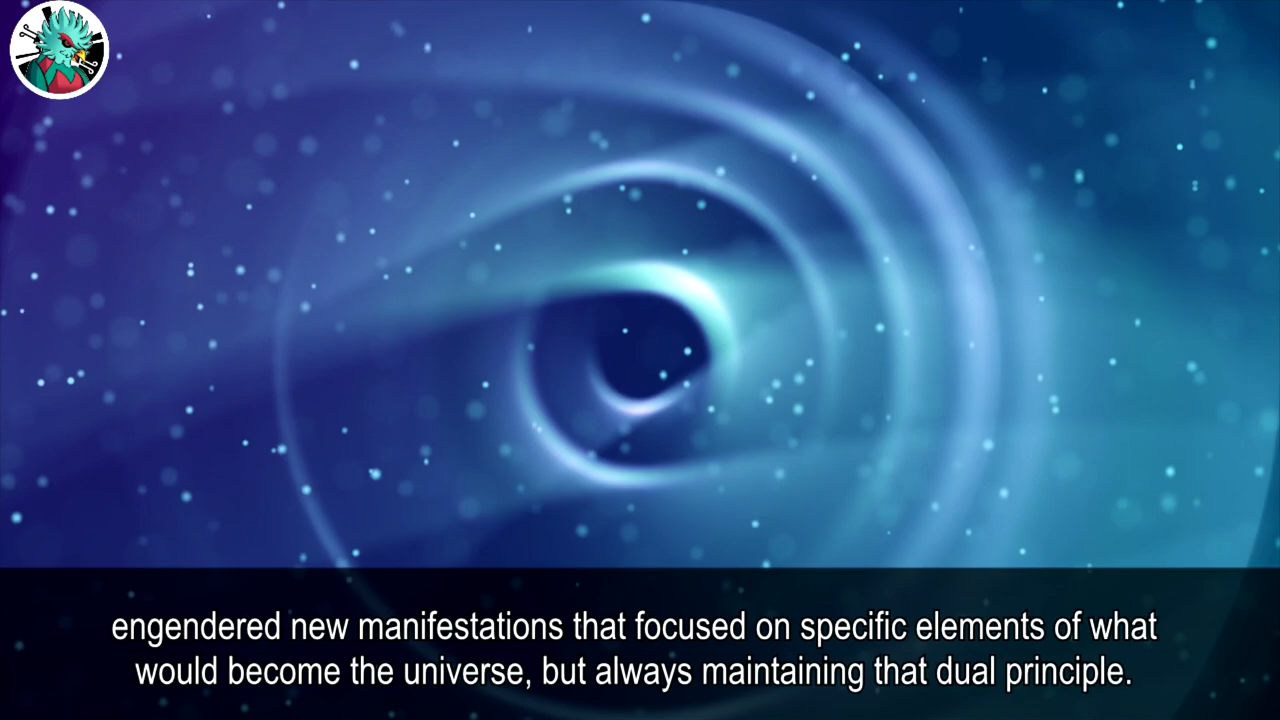 engendered new manifestations that focused on specific elements of what
would become the universe, but always maintaining that dual principle.